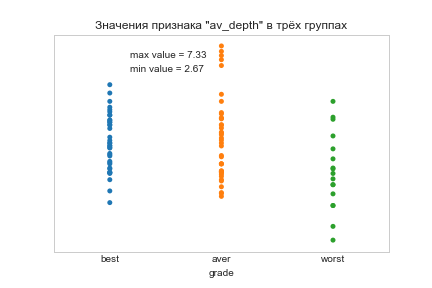 Значения признака "av_depth" в трёх группах
max value = 7.33
min value = 2.67
best aver worst
grade